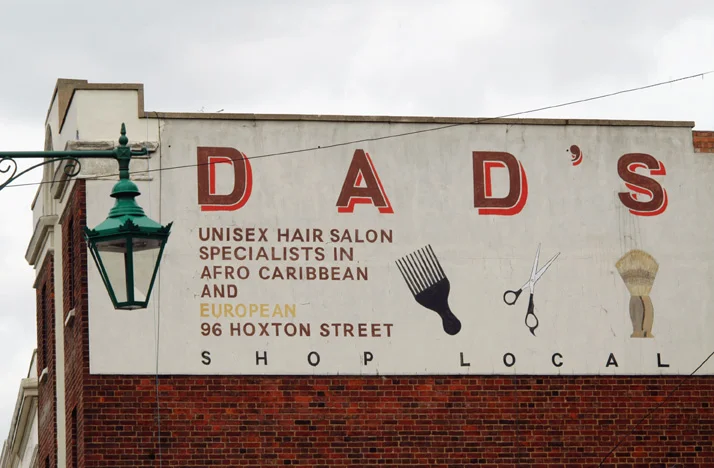 DAD'S
UNISEX HAIR SALON
SPECIALISTS IN
AFRO CARIBBEAN
AND
EUROPEAN
96 HOXTON STREET
SHOP LOCAL